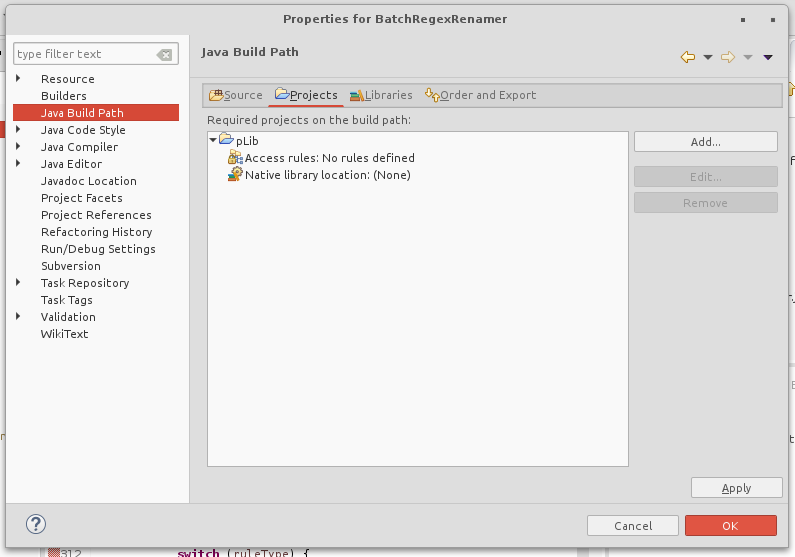 Properties for BatchRegexRenamer
type filter text
Resource
Builders
Java Build Path
Java Code Style
Java Compiler
Java Editor
Javadoc Location
Project Facets
Project References
Refactoring History
Run/Debug Settings
Subversion
Task Repository
Task Tags
Validation
WikiText
Java Build Path
Source Projects Libraries Order and Export
Required projects on the build path:
pLib
Access rules: No rules defined
Native library location: (None)
Add...
Edit...
Remove
Apply
?
Cancel OK
312 switch (ruleType) {